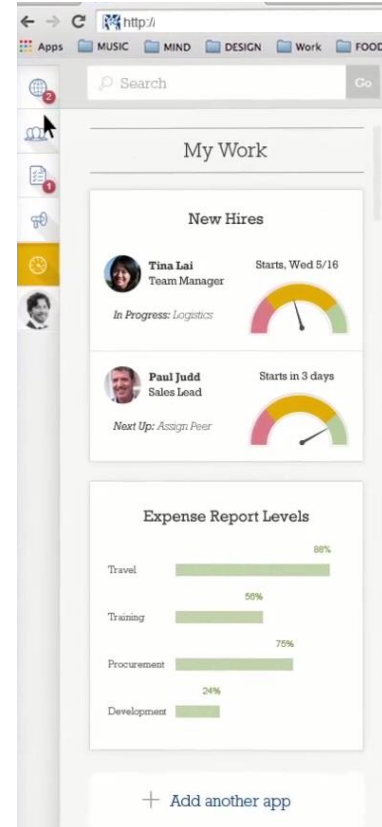 http://
Apps MUSIC MIND DESIGN Work FOOD
2
Search Go
1
My Work
New Hires
Tina Lai
Team Manager
Starts, Wed 5/16
In Progress: Logistics
Paul Judd
Sales Lead
Starts in 3 days
Next Up: Assign Peer
Expense Report Levels
88%
Travel
56%
Training
75%
Procurement
24%
Development
+ Add another app